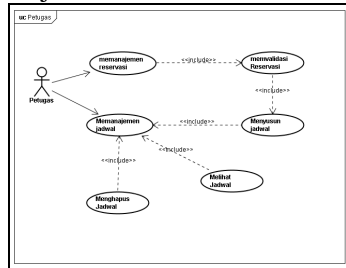 uc Petugas
memanajemen
reservasi
<<include>>
memvalidasi
Reservasi
<<include>>
Petugas
Memanajemen
jadwal
<<include>>
Menyusun
jadwal
<<include>>
<<include>>
Melihat
Jadwal
Menghapus
Jadwal